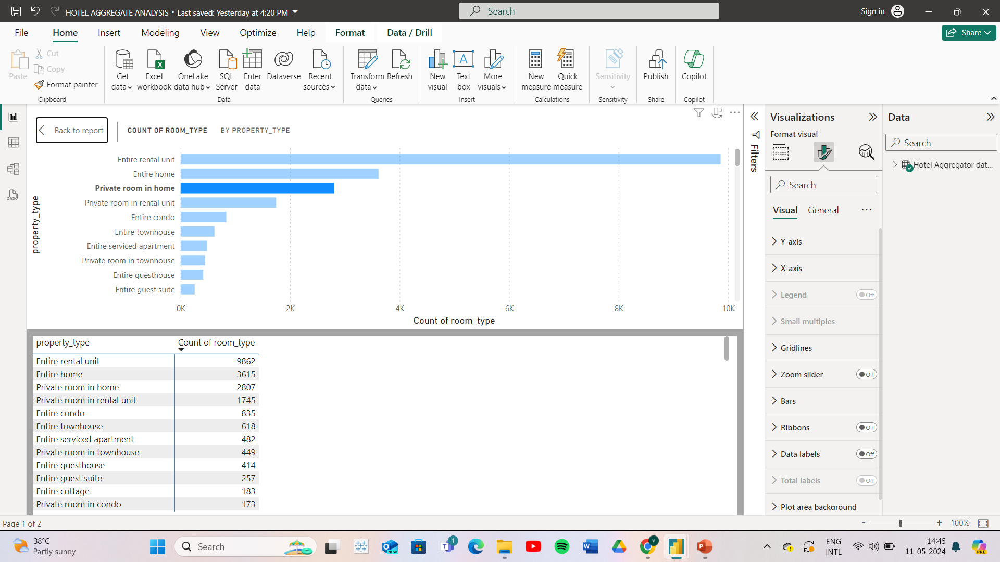 HOTEL AGGREGATE ANALYSIS • Last saved: Yesterday at 4:20 PM
Search
Sign in
File
Home
Insert
Modeling
View
Optimize
Help
Format
Data / Drill
Share
Paste
Cut
Copy
Format painter
Clipboard
Get data
Excel workbook
OneLake data hub
SQL Server
Enter data
Dataverse
Recent sources
Data
Transform data
Refresh
Queries
New visual
Text box
More visuals
Insert
New measure
Quick measure
Calculations
Sensitivity
Sensitivity
Publish
Share
Copilot
Copilot
Back to report
COUNT OF ROOM_TYPE
BY PROPERTY_TYPE
property_type
Entire rental unit
Entire home
Private room in home
Private room in rental unit
Entire condo
Entire townhouse
Entire serviced apartment
Private room in townhouse
Entire guesthouse
Entire guest suite
0K 2K 4K 6K 8K 10K
Count of room_type
property_type Count of room_type
Entire rental unit 9862
Entire home 3615
Private room in home 2807
Private room in rental unit 1745
Entire condo 835
Entire townhouse 618
Entire serviced apartment 482
Private room in townhouse 449
Entire guesthouse 414
Entire guest suite 257
Entire cottage 183
Private room in condo 173
Filters
Visualizations
Format visual
Search
Visual General ...
Y-axis
X-axis
Legend Off
Small multiples
Gridlines
Zoom slider Off
Bars
Ribbons Off
Data labels Off
Total labels Off
Plot area background
Data
Search
Hotel Aggregator dat...
Page 1 of 2
- + 100%
38°C
Partly sunny
Search
NEW
1
V
ENG
INTL
14:45
11-05-2024
PRE